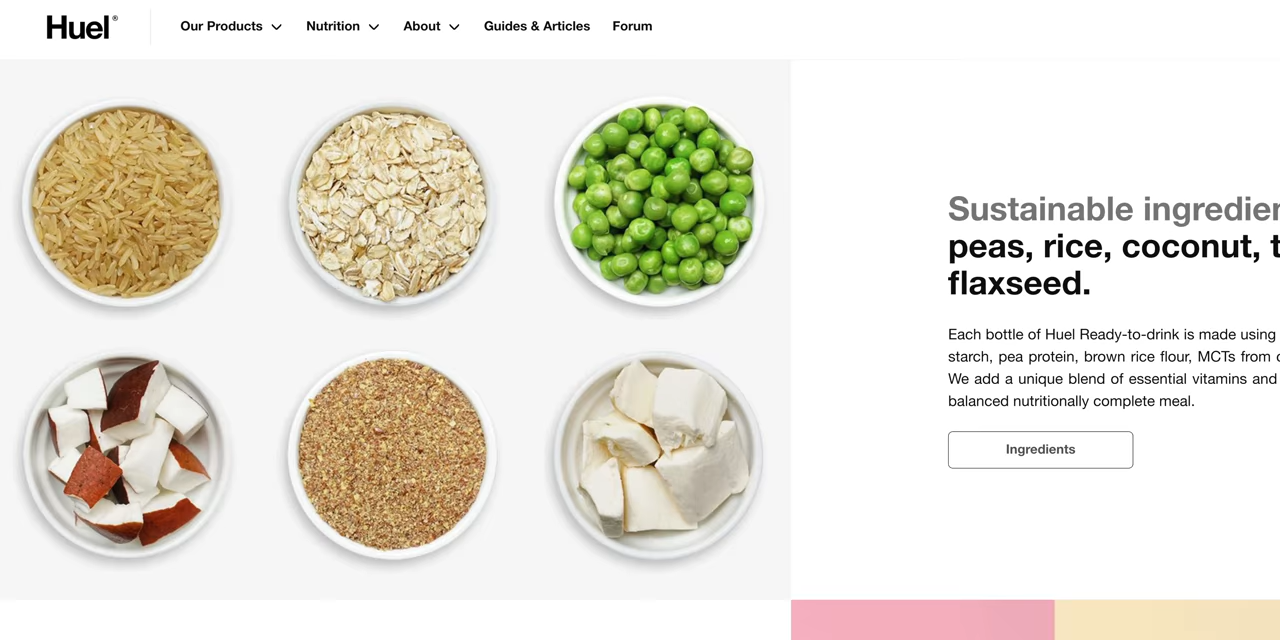 Huel®
Our Products
Nutrition
About
Guides & Articles
Forum
Sustainable
peas, rice, coconut,
flaxseed.
Each bottle of Huel Ready-to-drink is made using
starch, pea protein, brown rice flour, MCTs from
We add a unique blend of essential vitamins and
balanced nutritionally complete meal.
Ingredients